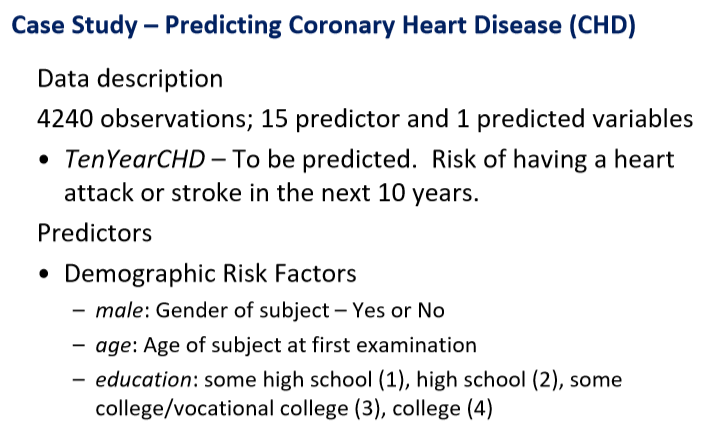 Case Study – Predicting Coronary Heart Disease (CHD)
Data description
4240 observations; 15 predictor and 1 predicted variables
• TenYearCHD – To be predicted.  Risk of having a heart
attack or stroke in the next 10 years.
Predictors
• Demographic Risk Factors
– male: Gender of subject – Yes or No
– age: Age of subject at first examination
– education: some high school (1), high school (2), some
college/vocational college (3), college (4)